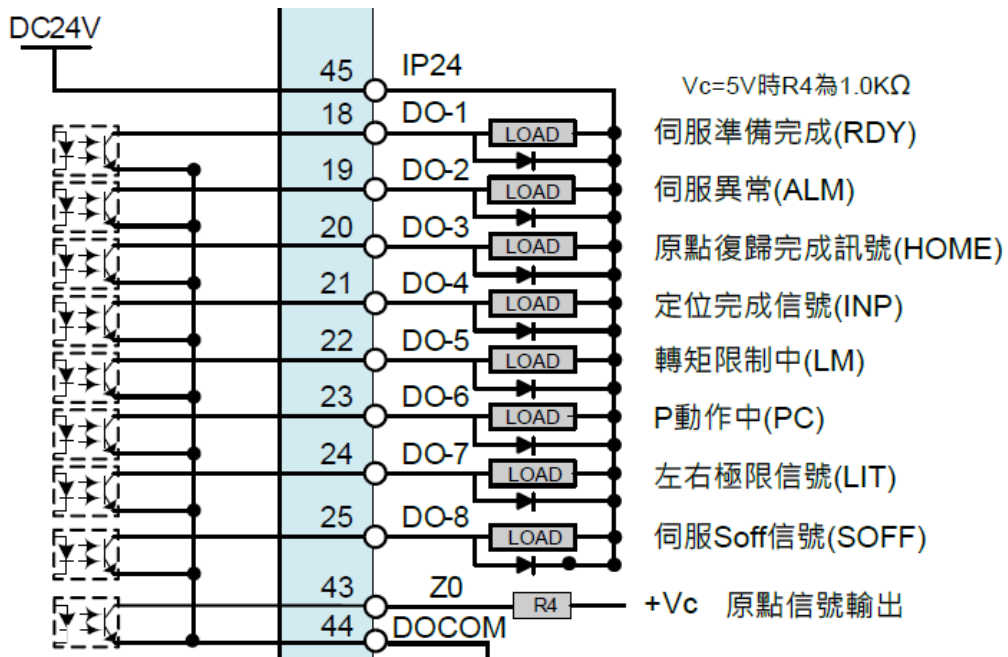 DC24V
45 IP24
Vc=5V時R4為1.0KΩ
18 DO-1 LOAD 伺服準備完成(RDY)
19 DO-2 LOAD 伺服異常(ALM)
20 DO-3 LOAD 原點復歸完成訊號(HOME)
21 DO-4 LOAD 定位完成信號(INP)
22 DO-5 LOAD 轉矩限制中(LM)
23 DO-6 LOAD P動作中(PC)
24 DO-7 LOAD 左右極限信號(LIT)
25 DO-8 LOAD 伺服Soff信號(SOFF)
43 Z0 R4 +Vc 原點信號輸出
44 DOCOM